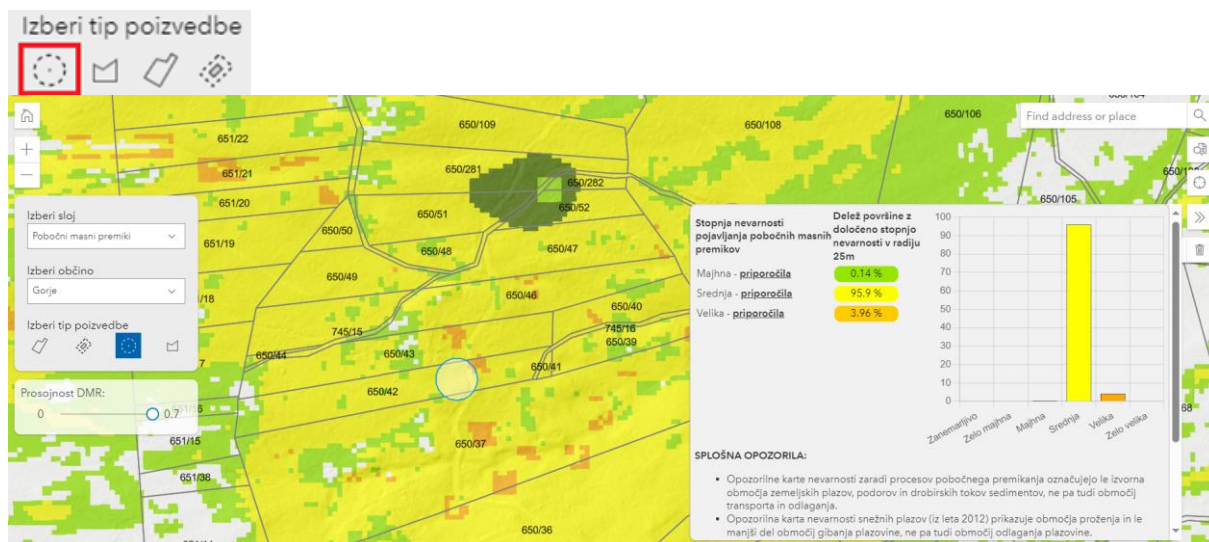 Izberi tip poizvedbe
650/109
650/108
650/106
Find address or place
651/22
651/21
650/281
650/282
650/105
651/20
650/51
650/52
651/19
650/50
650/48
650/47
650/49
650/46
650/40
745/15
745/16
650/39
650/44
650/43
650/41
650/42
651/15
650/37
651/38
650/36
+
−
Izberi sloj
Pobočni masni premiki
Izberi občino
Gorje
Izberi tip poizvedbe
Prosojnost DMR:
0 0.7
Stopnja nevarnosti
pojavljanja pobočnih masnih
premikov
Delež površine z
določeno stopnjo
nevarnosti v radiju
25m
Majhna - priporočila 0.14 %
Srednja - priporočila 95.9 %
Velika - priporočila 3.96 %
100
90
80
70
60
50
40
30
20
10
0
Zanemarljivo
Zelo majhna
Majhna
Srednja
Velika
Zelo velika
SPLOŠNA OPOZORILA:
• Opozorilne karte nevarnosti zaradi procesov pobočnega premikanja označujejo le izvorna
območja zemeljskih plazov, podorov in drobirskih tokov sedimentov, ne pa tudi območij
transporta in odlaganja.
• Opozorilna karta nevarnosti snežnih plazov (iz leta 2012) prikazuje območja proženja in le
manjši del območij gibanja plazovine, ne pa tudi območij odlaganja plazovine.